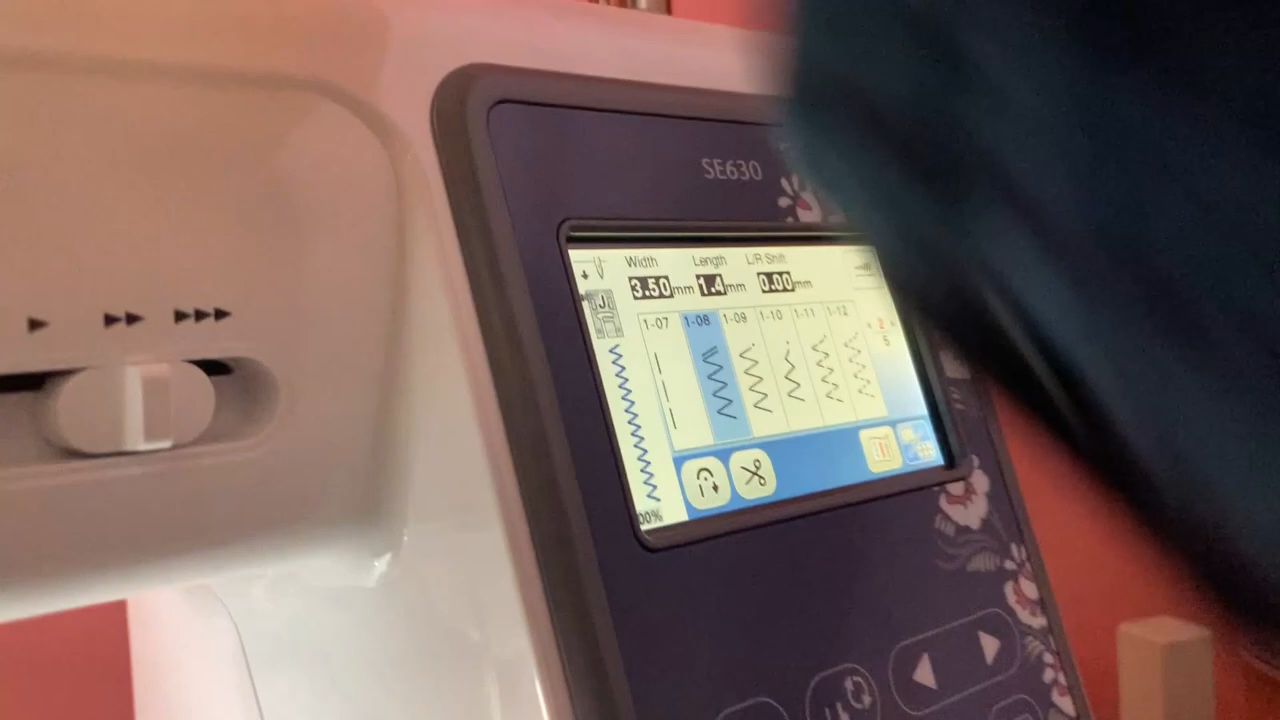 SE630
Width Length L/R Shift
3.50mm 1.4mm 0.00mm
J
1-07 1-08 1-09 1-10 1-11 1-12
2
5
00%